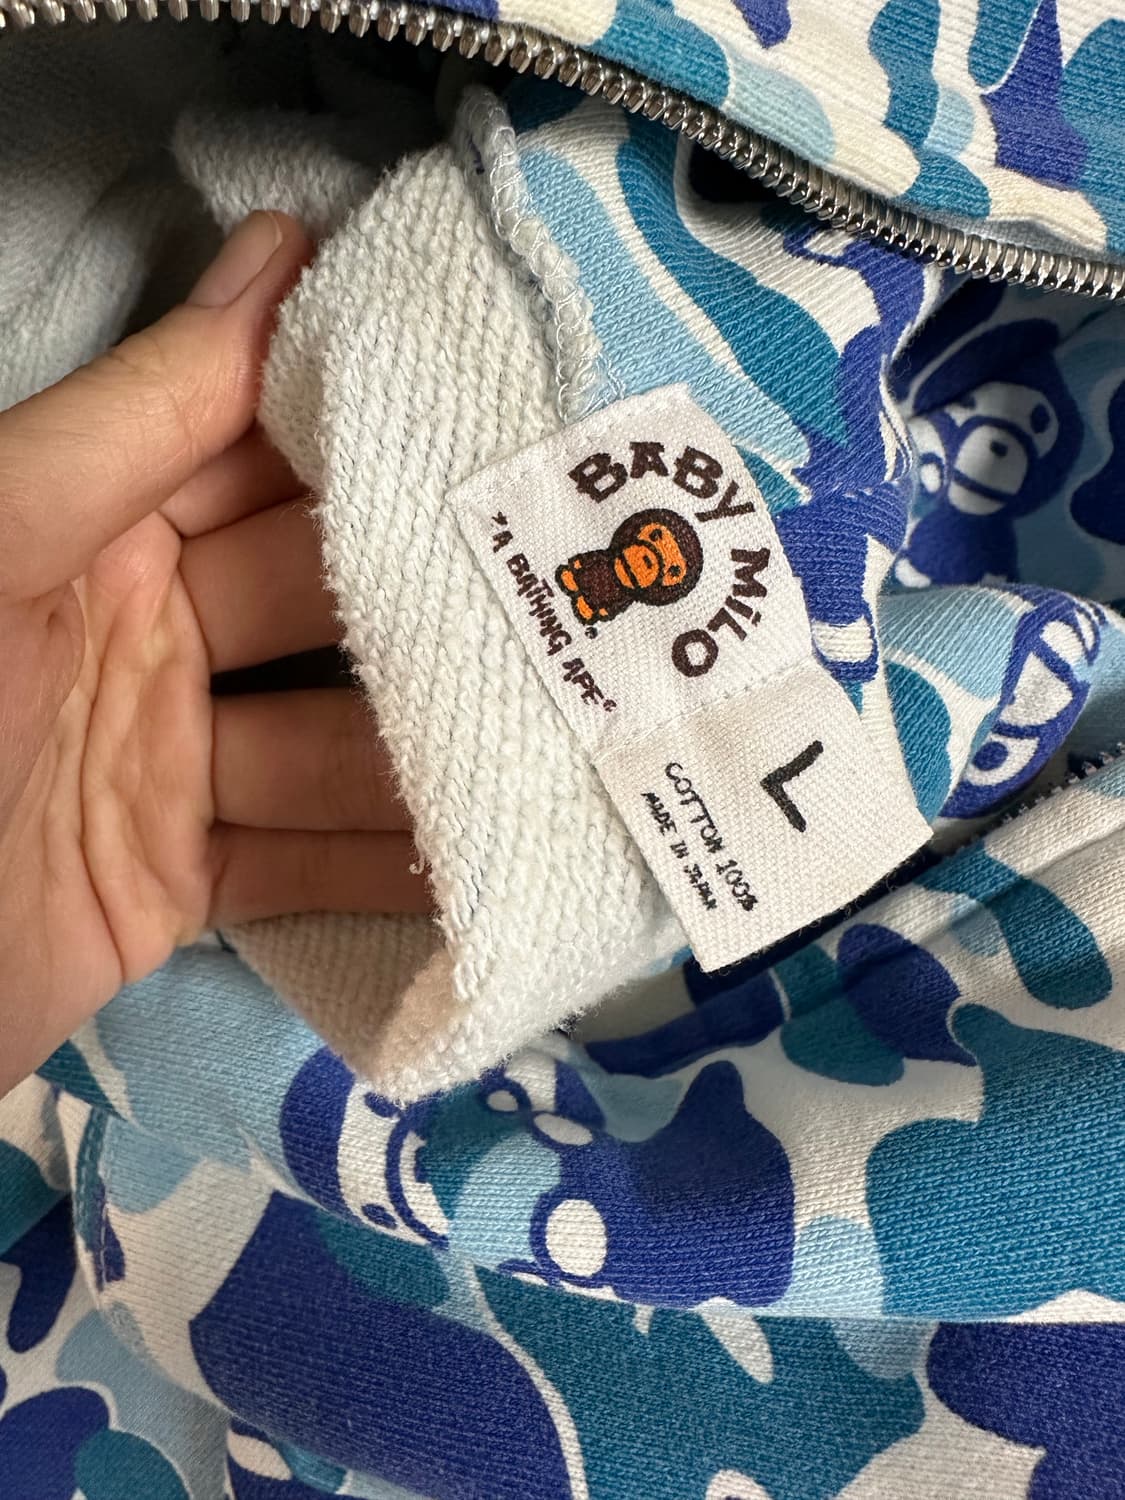 BABY MiLO
"A BATHING APE"
L
COTTON 100%
MADE IN JAPAN